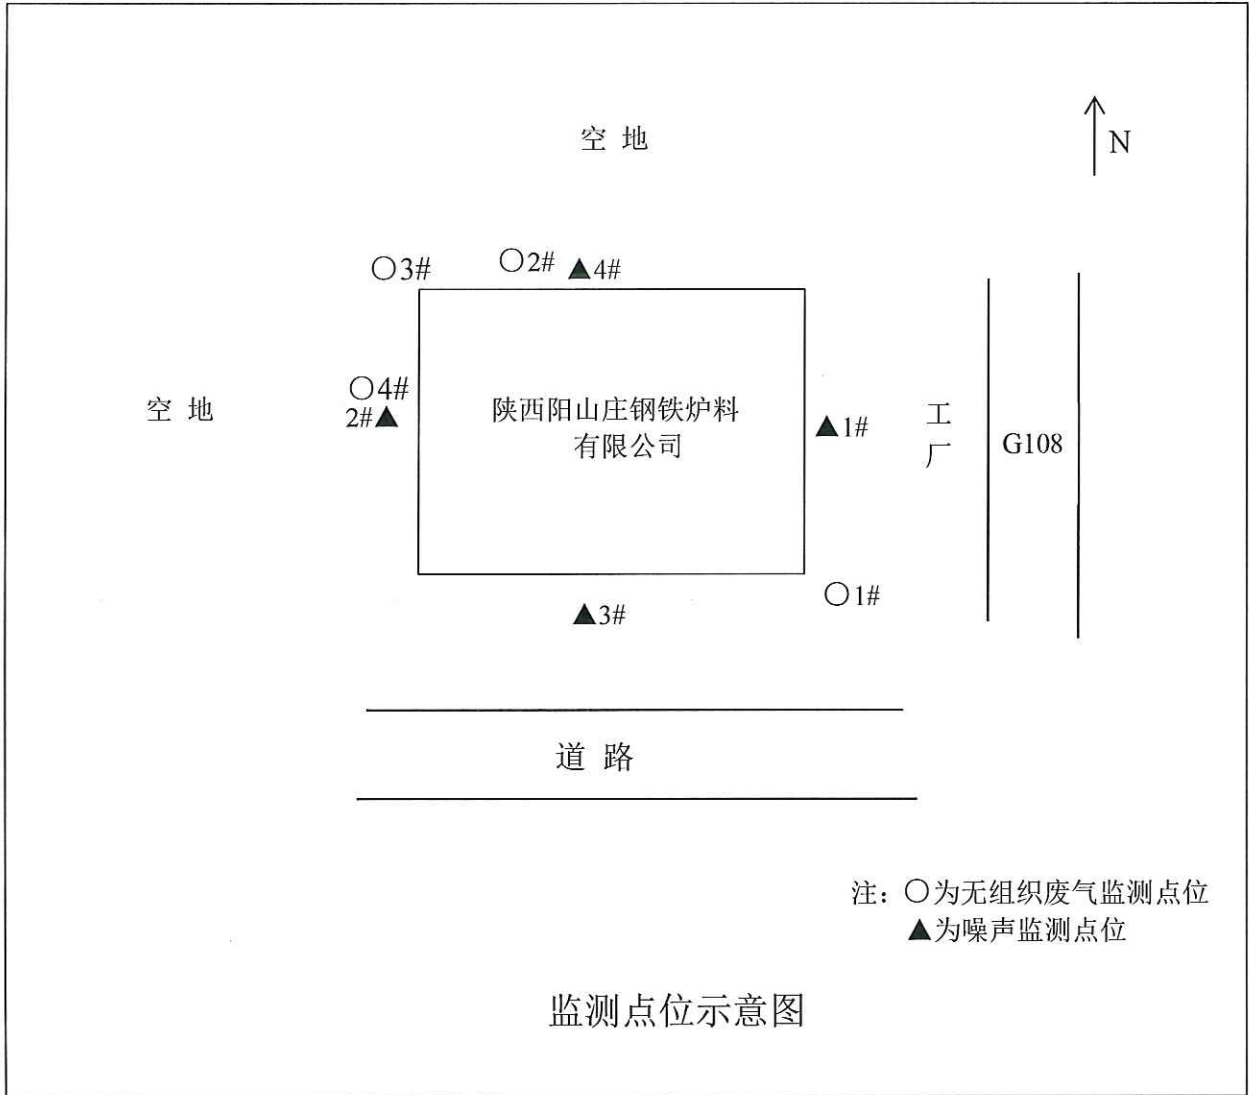 空 地
N
○3#
○2#
▲4#
○4#
2#▲
空 地
陕西阳山庄钢铁炉料
有限公司
▲1#
工
厂
G108
○1#
▲3#
道 路
注：○为无组织废气监测点位
▲为噪声监测点位
监测点位示意图